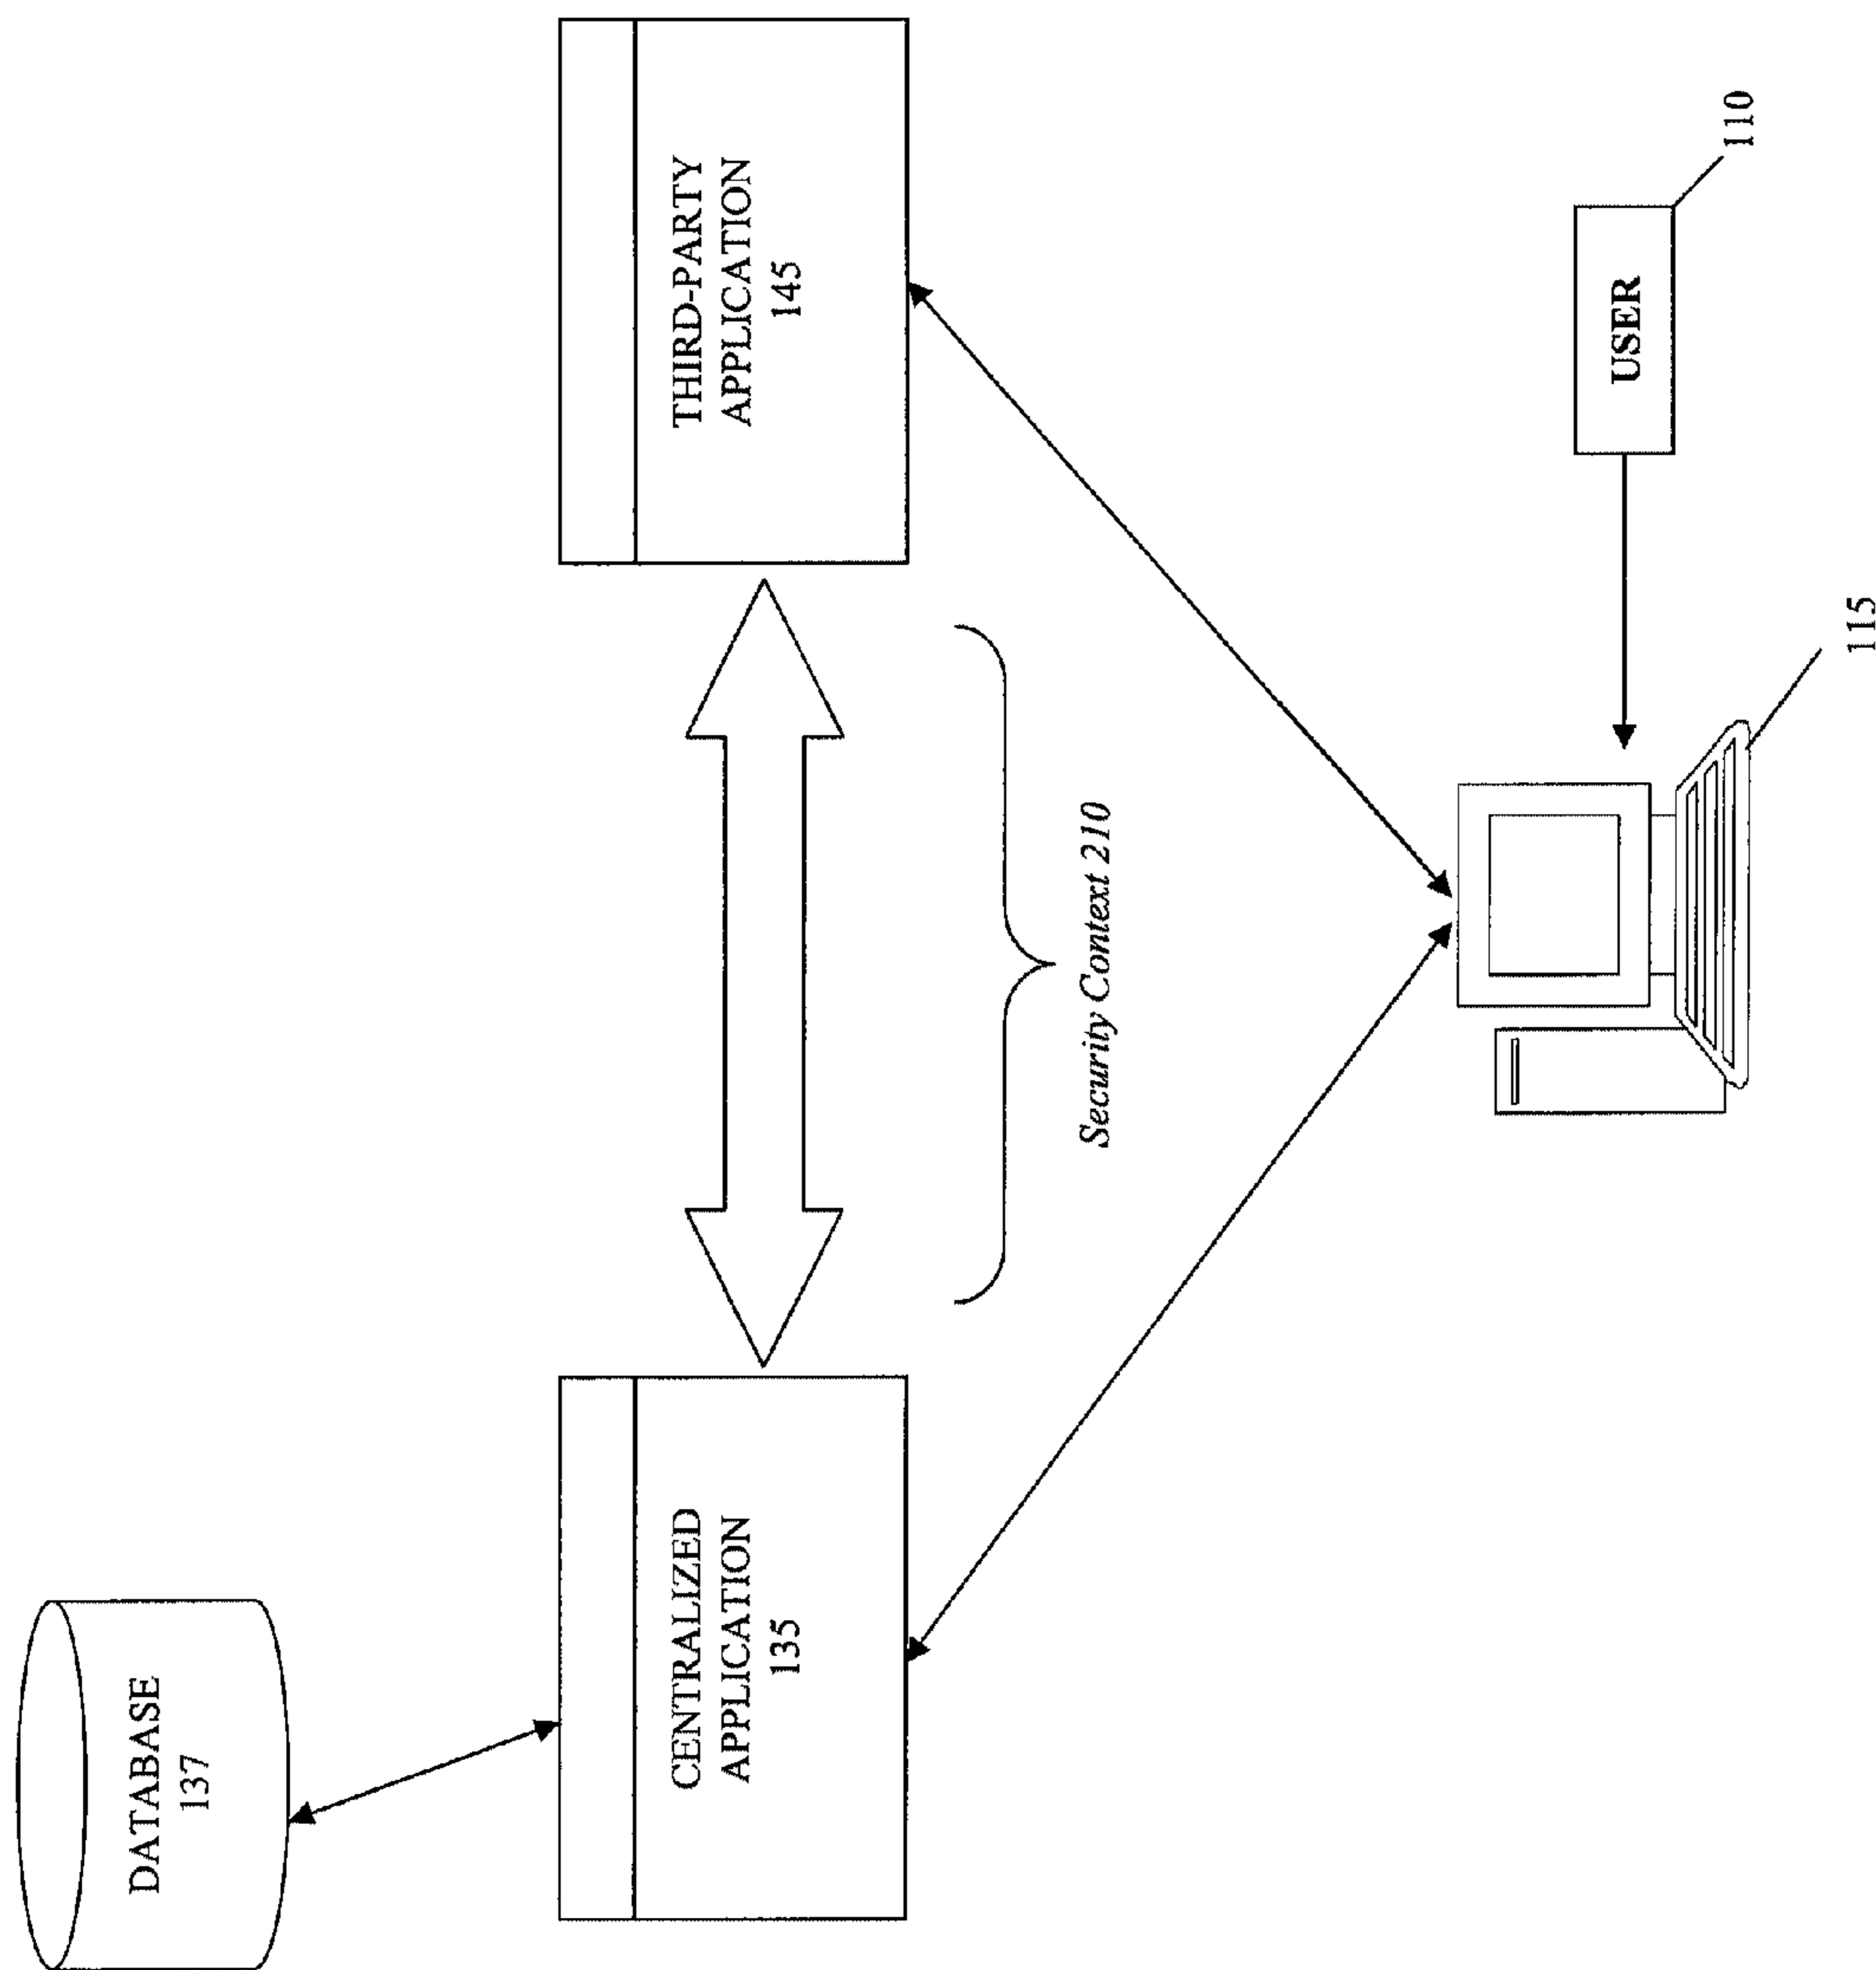 DATABASE
137
CENTRALIZED
APPLICATION
135
THIRD-PARTY
APPLICATION
145
Security Context 210
USER
110
115